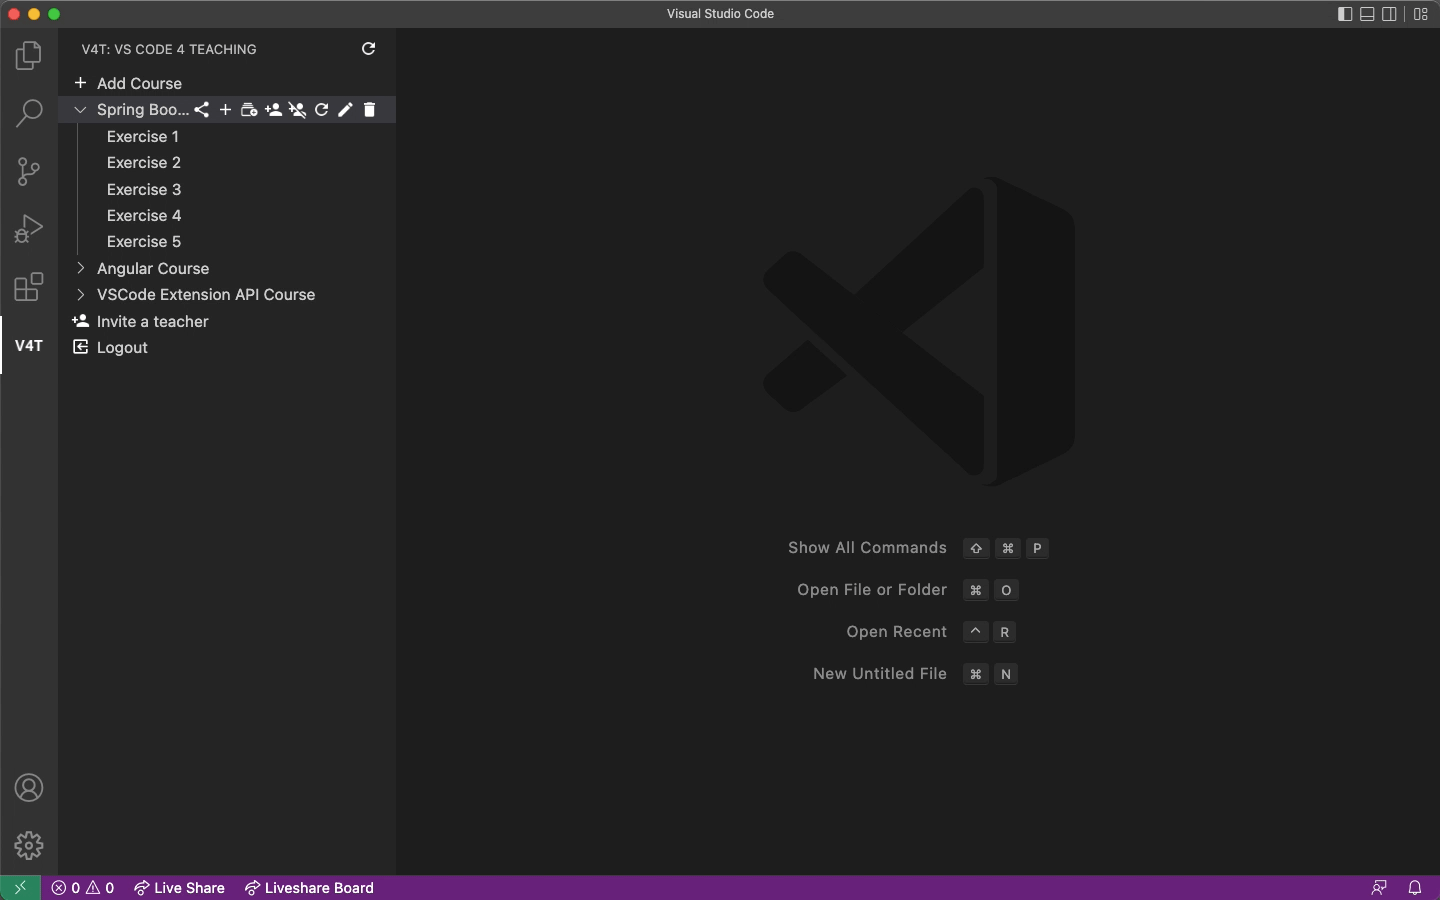 Visual Studio Code
V4T: VS CODE 4 TEACHING
Add Course
Spring Boo...
Exercise 1
Exercise 2
Exercise 3
Exercise 4
Exercise 5
Angular Course
VSCode Extension API Course
Invite a teacher
V4T
Logout
Show All Commands ⇧ ⌘ P
Open File or Folder ⌘ O
Open Recent ^ R
New Untitled File ⌘ N
0 0 Live Share Liveshare Board